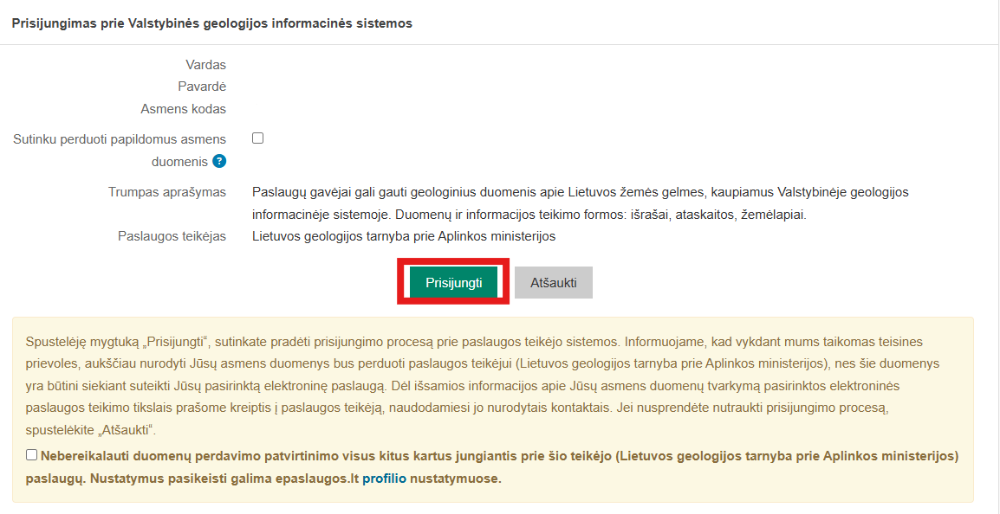 Prisijungimas prie Valstybinės geologijos informacinės sistemos
Vardas
Pavardė
Asmens kodas
Sutinku perduoti papildomus asmens
duomenis ?
Trumpas aprašymas
Paslaugų gavėjai gali gauti geologinius duomenis apie Lietuvos žemės gelmes, kaupiamus Valstybinėje geologijos
informacinėje sistemoje. Duomenų ir informacijos teikimo formos: išrašai, ataskaitos, žemėlapiai.
Paslaugos teikėjas
Lietuvos geologijos tarnyba prie Aplinkos ministerijos
Prisijungti
Atšaukti
Spustelėję mygtuką „Prisijungti“, sutinkate pradėti prisijungimo procesą prie paslaugos teikėjo sistemos. Informuojame, kad vykdant mums taikomas teisines
prievoles, aukščiau nurodyti Jūsų asmens duomenys bus perduoti paslaugos teikėjui (Lietuvos geologijos tarnyba prie Aplinkos ministerijos), nes šie duomenys
yra būtini siekiant suteikti Jūsų pasirinktą elektroninę paslaugą. Dėl išsamios informacijos apie Jūsų asmens duomenų tvarkymą pasirinktos elektroninės
paslaugos teikimo tikslais prašome kreiptis į paslaugos teikėją, naudodamiesi jo nurodytais kontaktais. Jei nusprendėte nutraukti prisijungimo procesą,
spustelėkite „Atšaukti“.
Nebereikalauti duomenų perdavimo patvirtinimo visus kitus kartus jungiantis prie šio teikėjo (Lietuvos geologijos tarnyba prie Aplinkos ministerijos)
paslaugų. Nustatymus pasikeisti galima epaslaugos.lt profilio nustatymuose.